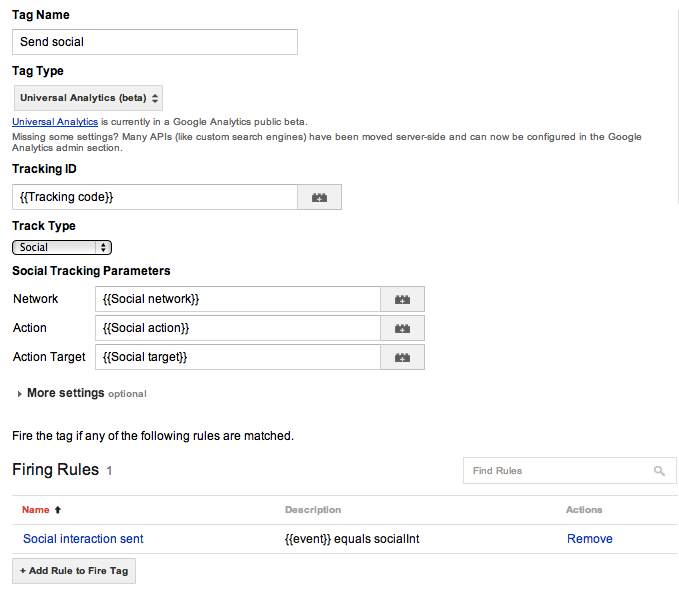 Tag Name
Send social
Tag Type
Universal Analytics (beta)
Universal Analytics is currently in a Google Analytics public beta.
Missing some settings? Many APIs (like custom search engines) have been moved server-side and can now be configured in the Google
Analytics admin section.
Tracking ID
{{Tracking code}}
Track Type
Social
Social Tracking Parameters
Network {{Social network}}
Action {{Social action}}
Action Target {{Social target}}
More settings optional
Fire the tag if any of the following rules are matched.
Firing Rules 1 Find Rules
Name Description Actions
Social interaction sent {{event}} equals socialInt Remove
+ Add Rule to Fire Tag